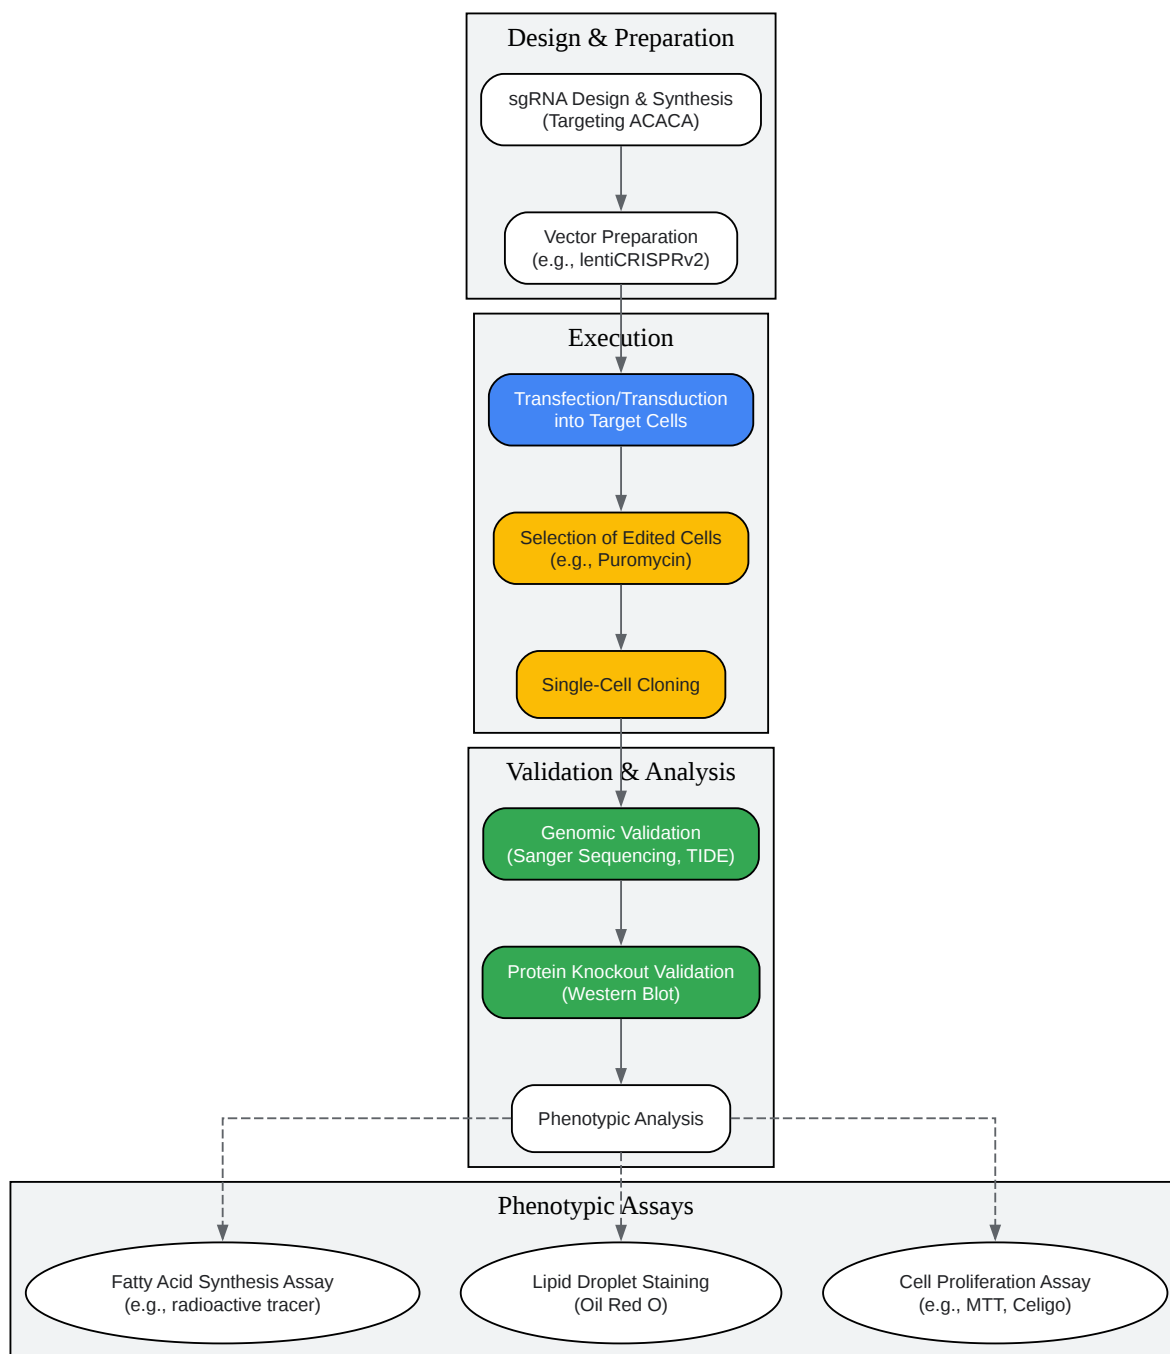 Design & Preparation
sgRNA Design & Synthesis
(Targeting ACACA)
Vector Preparation
(e.g., lentiCRISPRv2)
Execution
Transfection/Transduction
into Target Cells
Selection of Edited Cells
(e.g., Puromycin)
Single-Cell Cloning
Validation & Analysis
Genomic Validation
(Sanger Sequencing, TIDE)
Protein Knockout Validation
(Western Blot)
Phenotypic Analysis
Phenotypic Assays
Fatty Acid Synthesis Assay
(e.g., radioactive tracer)
Lipid Droplet Staining
(Oil Red O)
Cell Proliferation Assay
(e.g., MTT, Celigo)